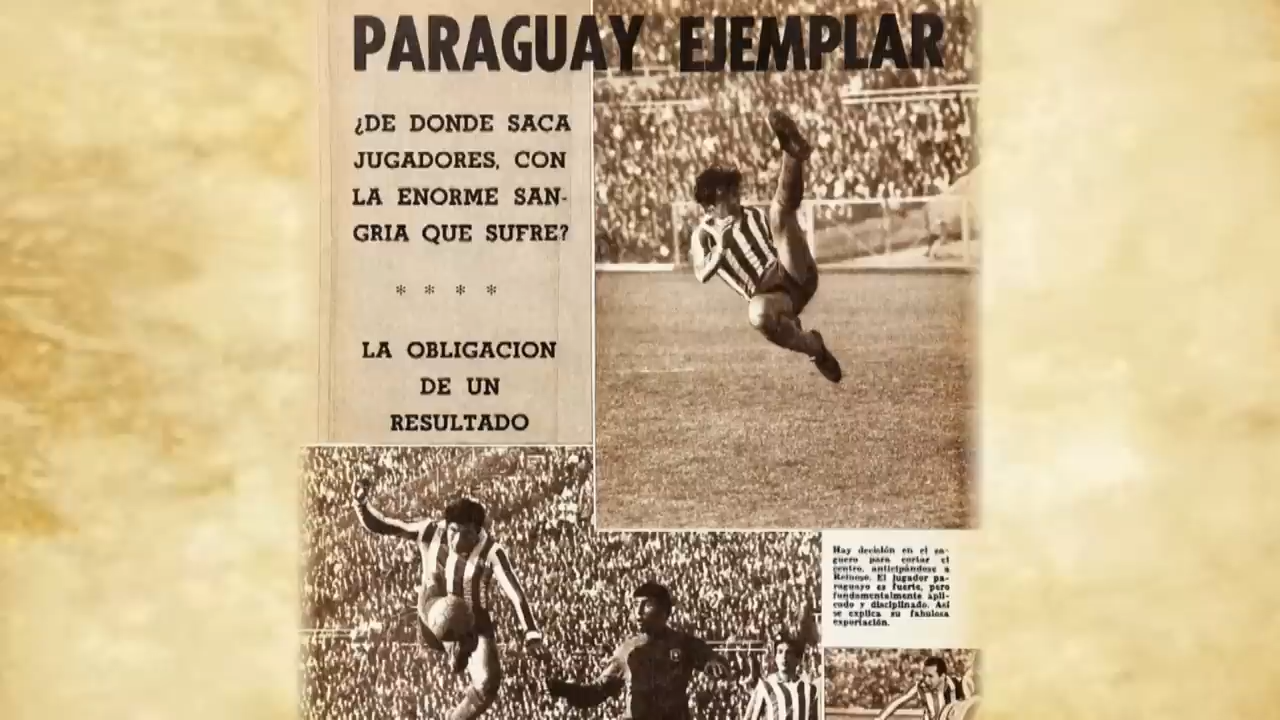 PARAGUAY EJEMPLAR
¿DE DONDE SACA
JUGADORES, CON
LA ENORME SAN-
GRIA QUE SUFRE?
* * * *
LA OBLIGACION
DE UN
RESULTADO
Hay decisión en el za-
guero para cortar el
centro, anticipándose a
Reinoso. El jugador pa-
raguayo es fuerte, pero
fundamentalmente apli-
cado y disciplinado. Así
se explica su fabulosa
exportación.